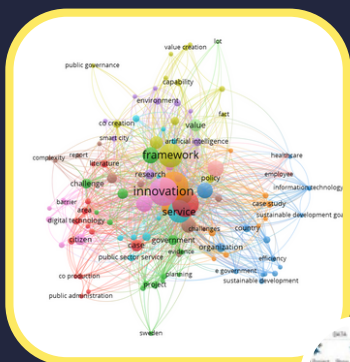 iot
value creation
public governance
capability
environment
fact
co creation
value
smart city
artificial intelligence
framework
complexity
report
literature
healthcare
research
policy
employee
challenge
innovation
information technology
barrier
case study
area
service
sustainable development goa
digital technology
challenges
country
citizen
case
government
organization
evidence
public sector service
efficiency
planning
e government
co production
project
sustainable development
public administration
sweden